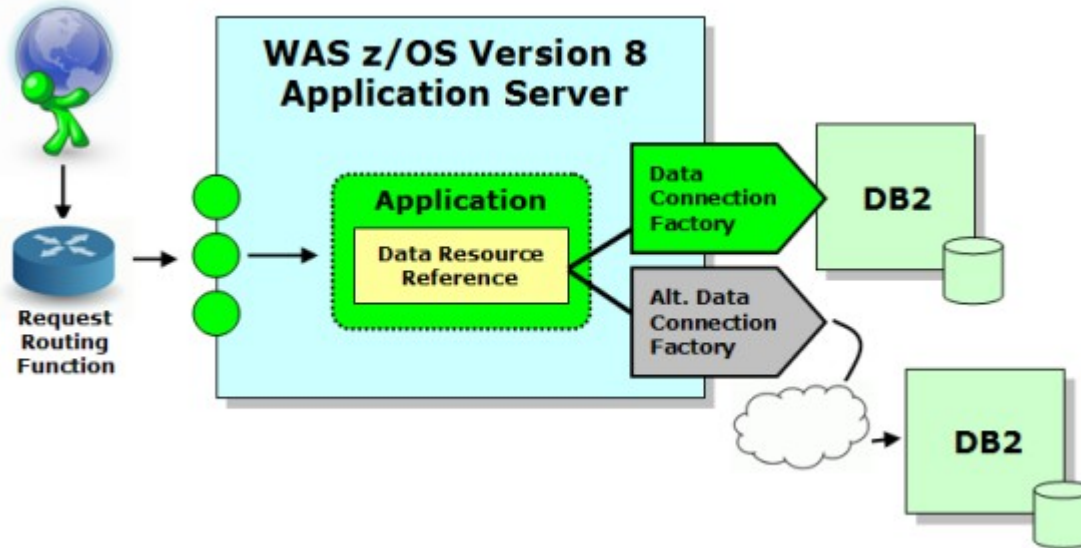 WAS z/OS Version 8
Application Server
Request
Routing
Function
Application
Data Resource
Reference
Data
Connection
Factory
DB2
Alt. Data
Connection
Factory
DB2